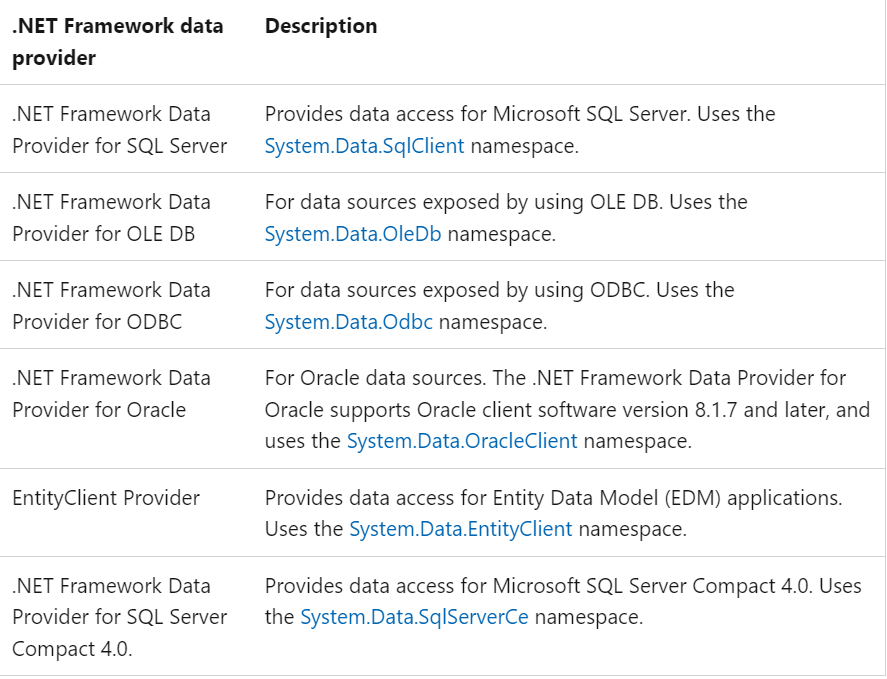 .NET Framework data
provider
Description
.NET Framework Data
Provider for SQL Server
Provides data access for Microsoft SQL Server. Uses the
System.Data.SqlClient namespace.
.NET Framework Data
Provider for OLE DB
For data sources exposed by using OLE DB. Uses the
System.Data.OleDb namespace.
.NET Framework Data
Provider for ODBC
For data sources exposed by using ODBC. Uses the
System.Data.Odbc namespace.
.NET Framework Data
Provider for Oracle
For Oracle data sources. The .NET Framework Data Provider for
Oracle supports Oracle client software version 8.1.7 and later, and
uses the System.Data.OracleClient namespace.
EntityClient Provider
Provides data access for Entity Data Model (EDM) applications.
Uses the System.Data.EntityClient namespace.
.NET Framework Data
Provider for SQL Server
Compact 4.0.
Provides data access for Microsoft SQL Server Compact 4.0. Uses
the System.Data.SqlServerCe namespace.